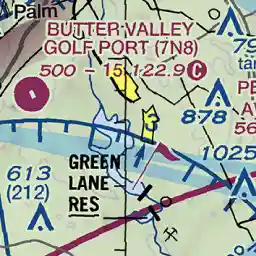 Palm
BUTTER VALLEY
GOLF PORT (7N8)
500 - 15 122.9 C
878
GREEN
LANE
RES
1025
613
(212)